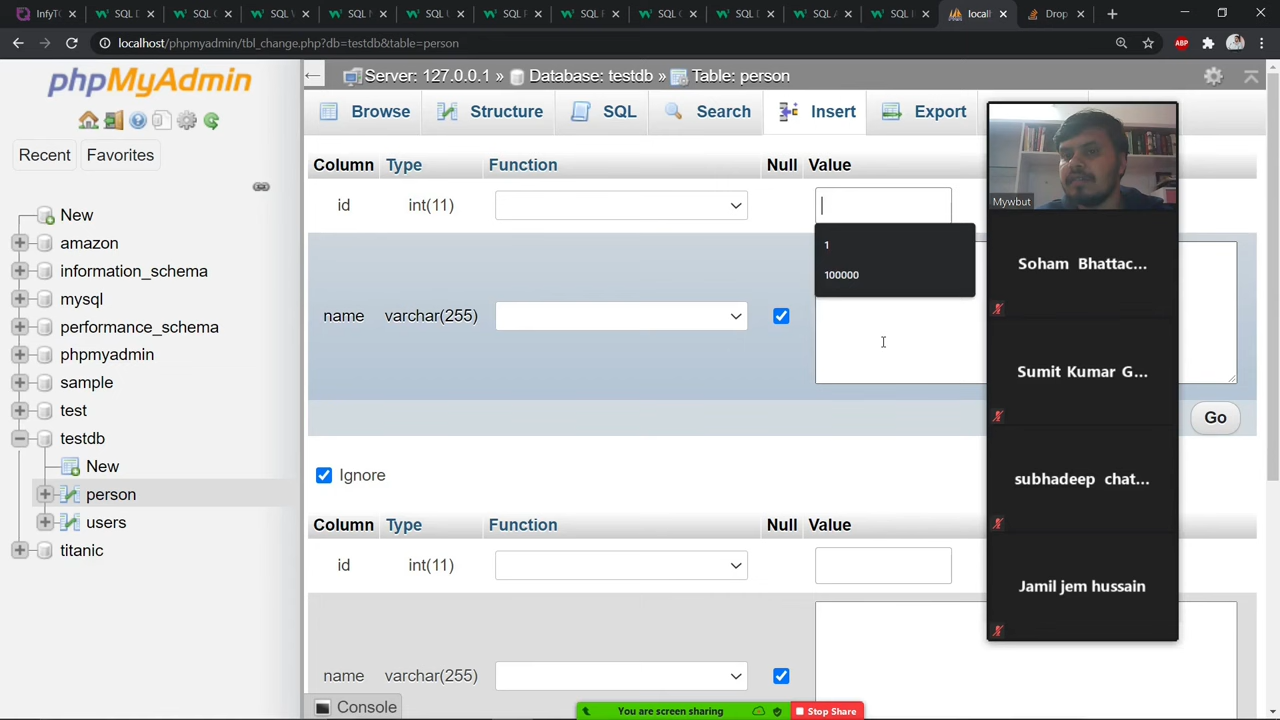 InfyT
SQL D
SQL C
SQL V
SQL N
SQL U
SQL F
SQL F
SQL C
SQL D
SQL A
SQL I
locall
Drop
localhost/phpmyadmin/tbl_change.php?db=testdb&table=person
ABP
phpMyAdmin
Server: 127.0.0.1 » Database: testdb » Table: person
Browse Structure SQL Search Insert Export
Recent Favorites
New
amazon
information_schema
mysql
performance_schema
phpmyadmin
sample
test
testdb
New
person
users
titanic
Column Type Function Null Value
id int(11)
1
100000
name varchar(255)
Go
Ignore
Column Type Function Null Value
id int(11)
name varchar(255)
Console
Mywbut
Soham Bhattac...
Sumit Kumar G...
subhadeep chat...
Jamil jem hussain
You are screen sharing
Stop Share